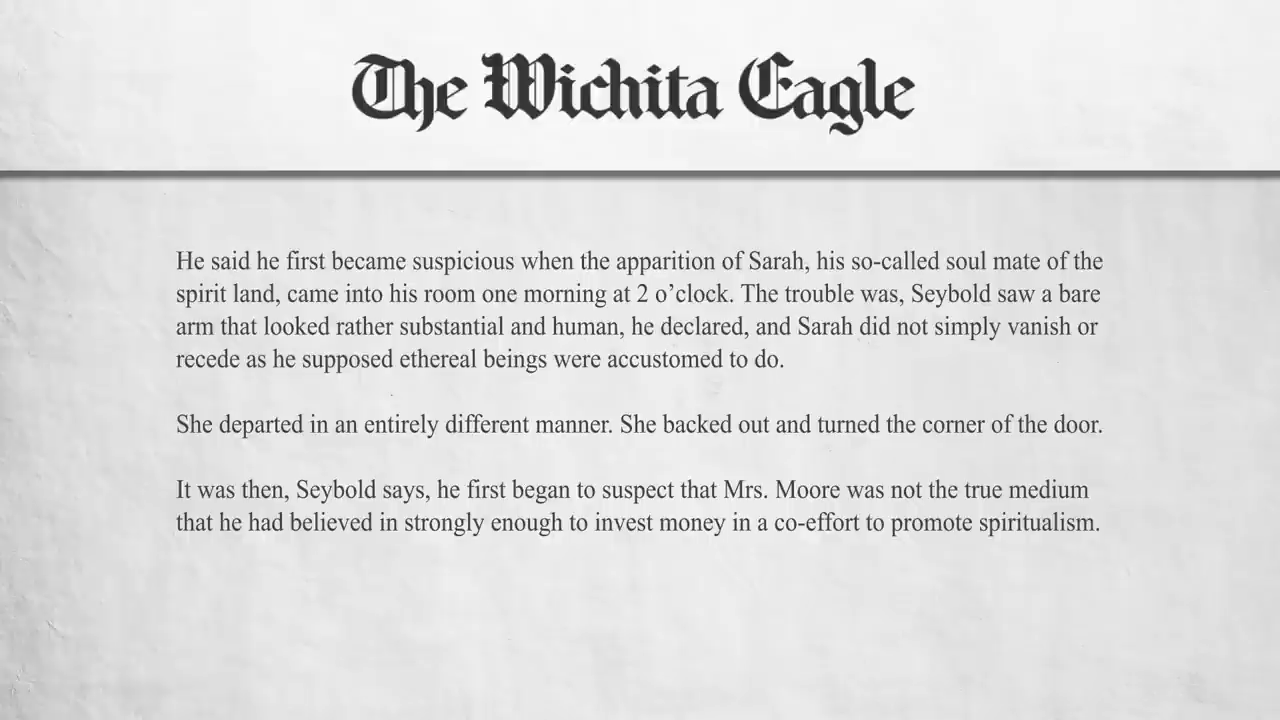 The Wichita Eagle
He said he first became suspicious when the apparition of Sarah, his so-called soul mate of the
spirit land, came into his room one morning at 2 o’clock. The trouble was, Seybold saw a bare
arm that looked rather substantial and human, he declared, and Sarah did not simply vanish or
recede as he supposed ethereal beings were accustomed to do.
She departed in an entirely different manner. She backed out and turned the corner of the door.
It was then, Seybold says, he first began to suspect that Mrs. Moore was not the true medium
that he had believed in strongly enough to invest money in a co-effort to promote spiritualism.